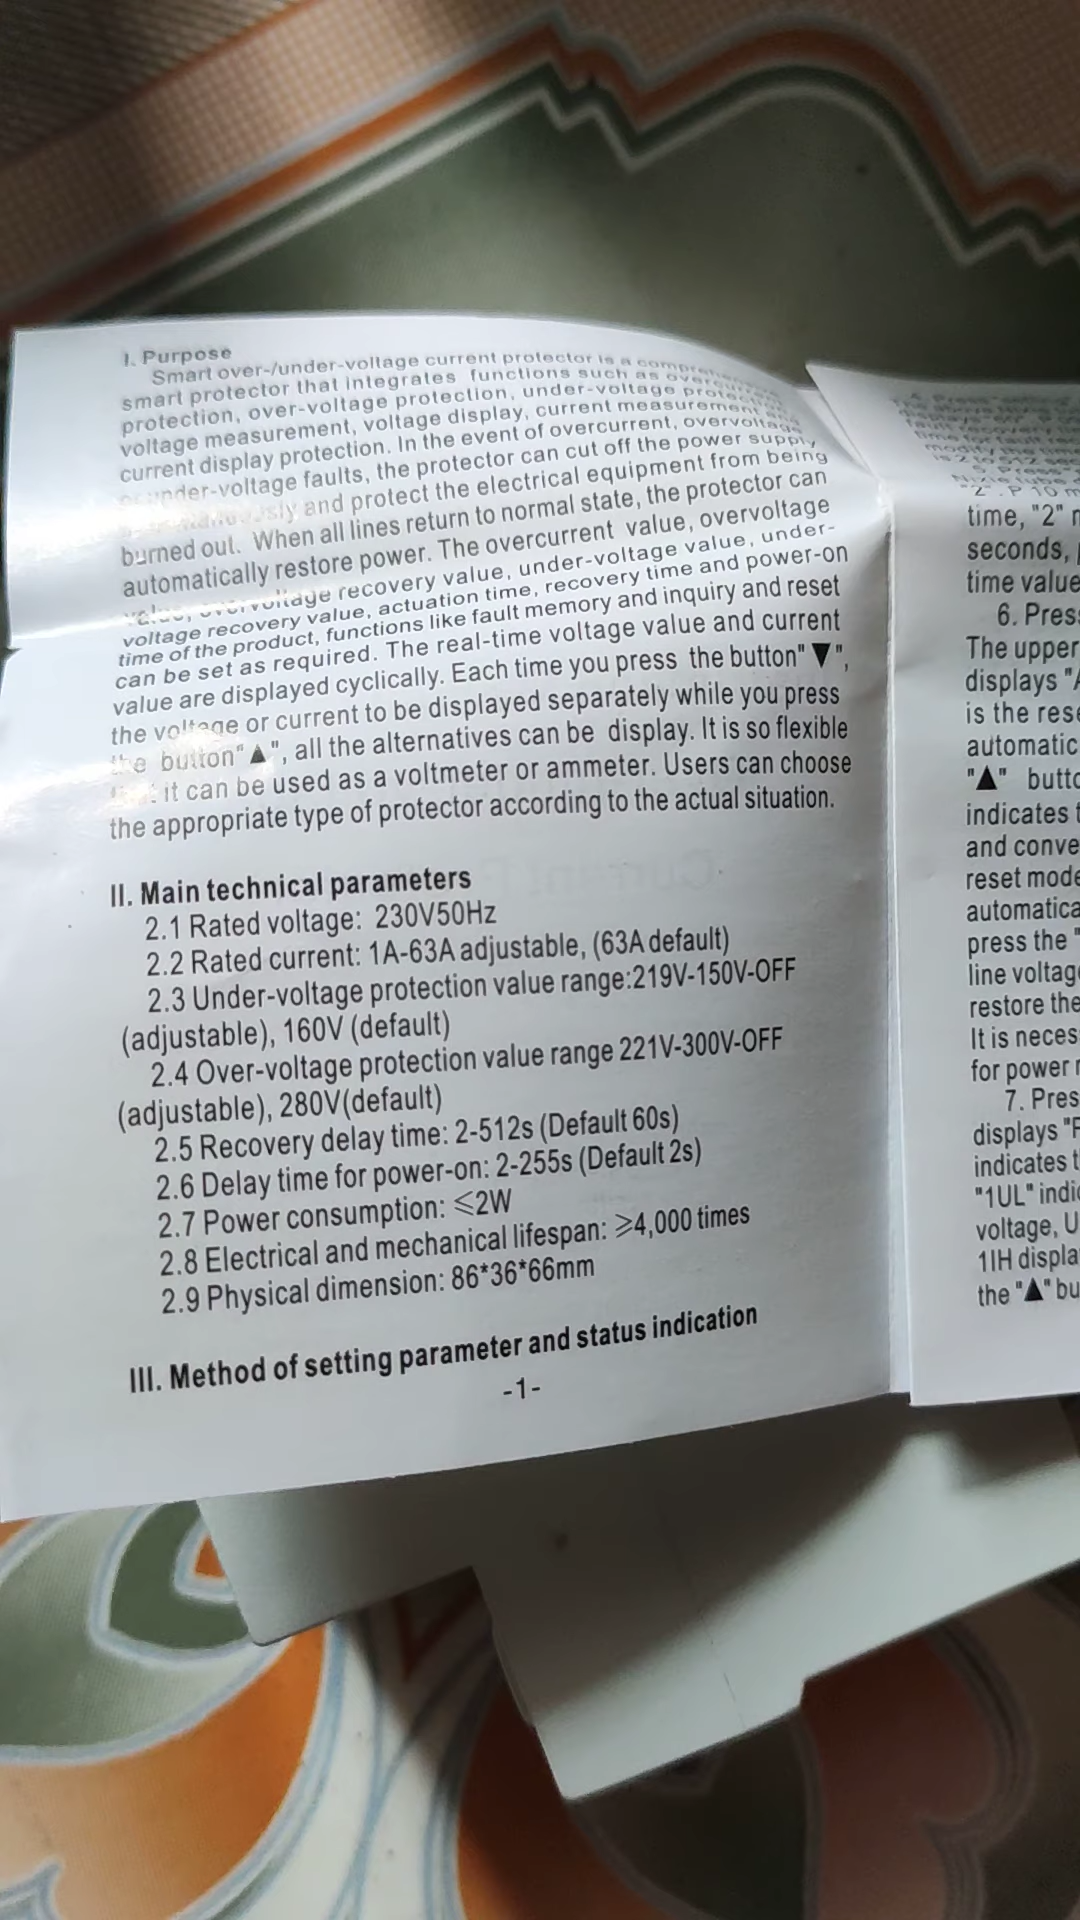 I. Purpose
Smart over-/under-voltage current protector is a comprehensive
smart protector that integrates functions such as overcurrent
protection, over-voltage protection, under-voltage protection,
voltage measurement, voltage display, current measurement and
current display protection. In the event of overcurrent, overvoltage
or under-voltage faults, the protector can cut off the power supply
and protect the electrical equipment from being
burned out. When all lines return to normal state, the protector can
automatically restore power. The overcurrent value, overvoltage
value, overvoltage recovery value, under-voltage value, under-
voltage recovery value, actuation time, recovery time and power-on
time of the product, functions like fault memory and inquiry and reset
can be set as required. The real-time voltage value and current
value are displayed cyclically. Each time you press the button"▼",
the voltage or current to be displayed separately while you press
the button"▲", all the alternatives can be display. It is so flexible
that it can be used as a voltmeter or ammeter. Users can choose
the appropriate type of protector according to the actual situation.
II. Main technical parameters
2.1 Rated voltage: 230V50Hz
2.2 Rated current: 1A-63A adjustable, (63A default)
2.3 Under-voltage protection value range:219V-150V-OFF
(adjustable), 160V (default)
2.4 Over-voltage protection value range 221V-300V-OFF
(adjustable), 280V(default)
2.5 Recovery delay time: 2-512s (Default 60s)
2.6 Delay time for power-on: 2-255s (Default 2s)
2.7 Power consumption: ≤2W
2.8 Electrical and mechanical lifespan: ≥4,000 times
2.9 Physical dimension: 86*36*66mm
III. Method of setting parameter and status indication
-1-
time, "2"
seconds,
time value
6. Press
The upper
displays
is the
automatic
"▲"
indicates
and
reset mode
press the
line voltage
restore the
It is
for power
7. Press
displays
indicates
"1UL"
voltage,
1IH
the "▲"